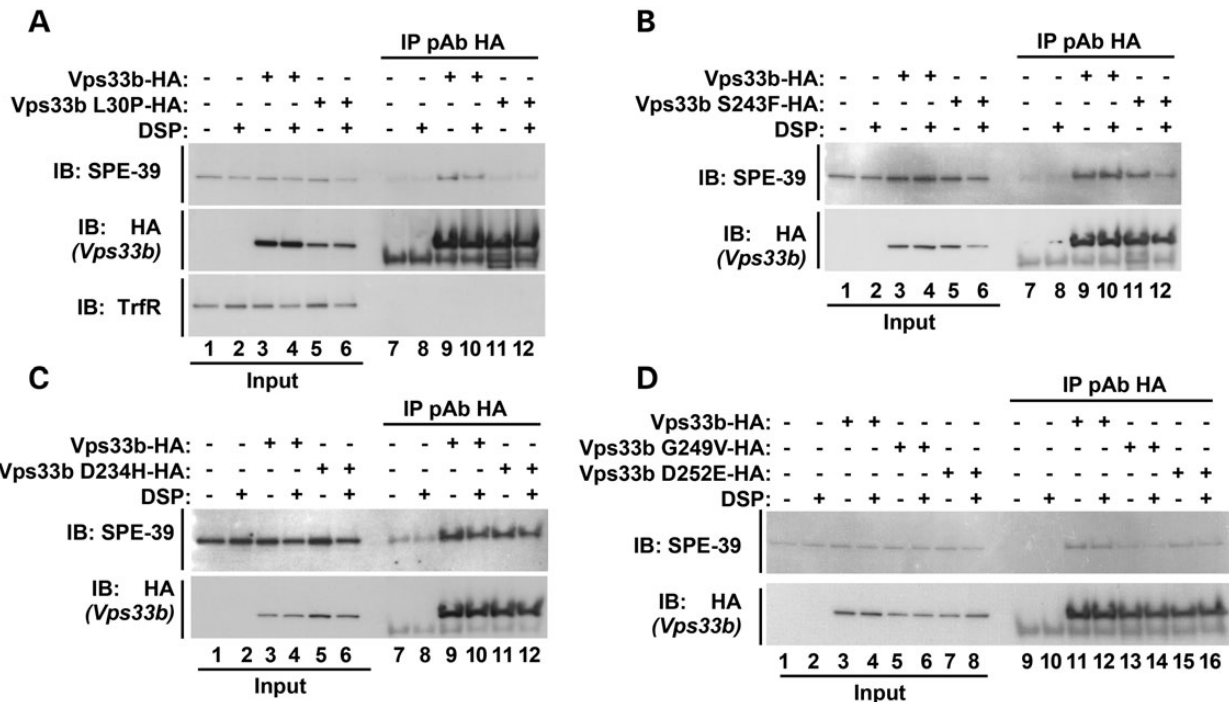 A
IP pAb HA
Vps33b-HA: - - + + - - - - + + - -
Vps33b L30P-HA: - - - - + + - - - - + +
DSP: - + - + - + - + - + - +
IB: SPE-39
IB: HA
(Vps33b)
IB: TrfR
1 2 3 4 5 6 7 8 9 10 11 12
Input
B
IP pAb HA
Vps33b-HA: - - + + - - - - + + - -
Vps33b S243F-HA: - - - - + + - - - - + +
DSP: - + - + - + - + - + - +
IB: SPE-39
IB: HA
(Vps33b)
1 2 3 4 5 6 7 8 9 10 11 12
Input
C
IP pAb HA
Vps33b-HA: - - + + - - - - + + - -
Vps33b D234H-HA: - - - - + + - - - - + +
DSP: - + - + - + - + - + - +
IB: SPE-39
IB: HA
(Vps33b)
1 2 3 4 5 6 7 8 9 10 11 12
Input
D
IP pAb HA
Vps33b-HA: - - + + - - - - - - + + - - - -
Vps33b G249V-HA: - - - - + + - - - - - - + + - -
Vps33b D252E-HA: - - - - - - + + - - - - - - + +
DSP: - + - + - + - + - + - + - + - +
IB: SPE-39
IB: HA
(Vps33b)
1 2 3 4 5 6 7 8 9 10 11 12 13 14 15 16
Input